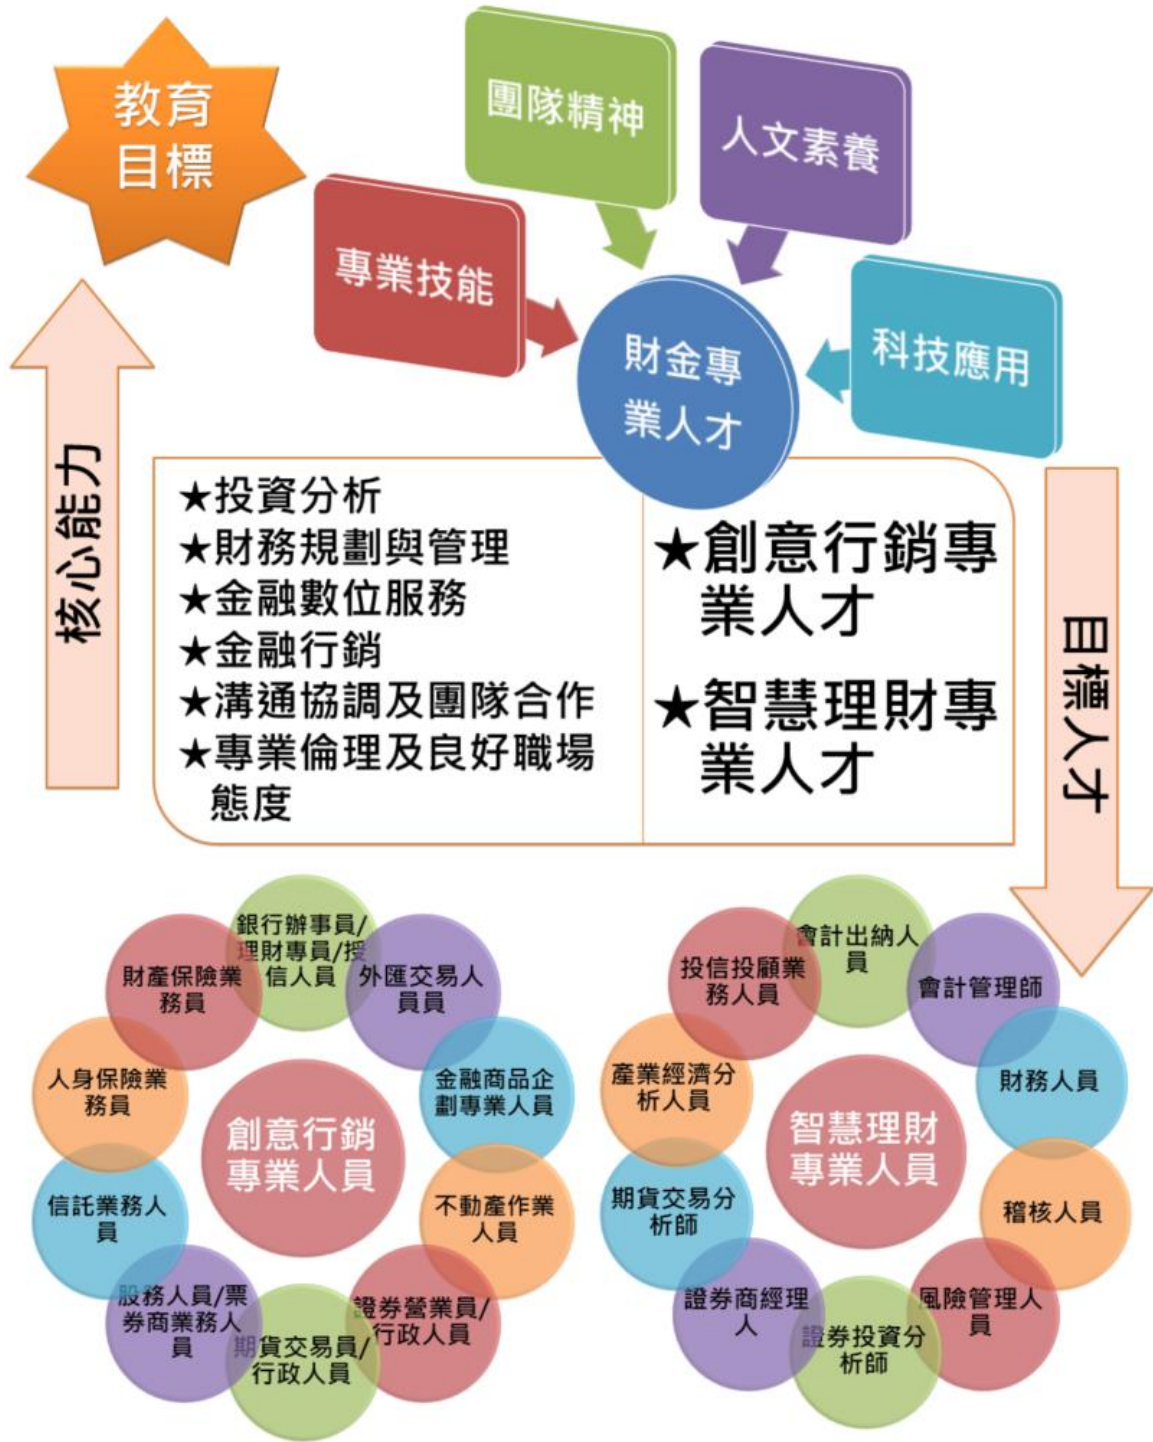 教育
目標
團隊精神
人文素養
專業技能
科技應用
財金專
業人才
核心能力
★投資分析
★財務規劃與管理
★金融數位服務
★金融行銷
★溝通協調及團隊合作
★專業倫理及良好職場
態度
★創意行銷專
業人才
★智慧理財專
業人才
目標人才
銀行辦事員/
理財專員/授
信人員
外匯交易人
員員
金融商品企
劃專業人員
不動產作業
人員
證券營業員/
行政人員
期貨交易員/
行政人員
股務人員/票
券商業務人
員
信託業務人
員
人身保險業
務員
財產保險業
務員
創意行銷
專業人員
會計出納人
員
會計管理師
財務人員
稽核人員
風險管理人
員
證券投資分
析師
證券商經理
人
期貨交易分
析師
產業經濟分
析人員
投信投顧業
務人員
智慧理財
專業人員